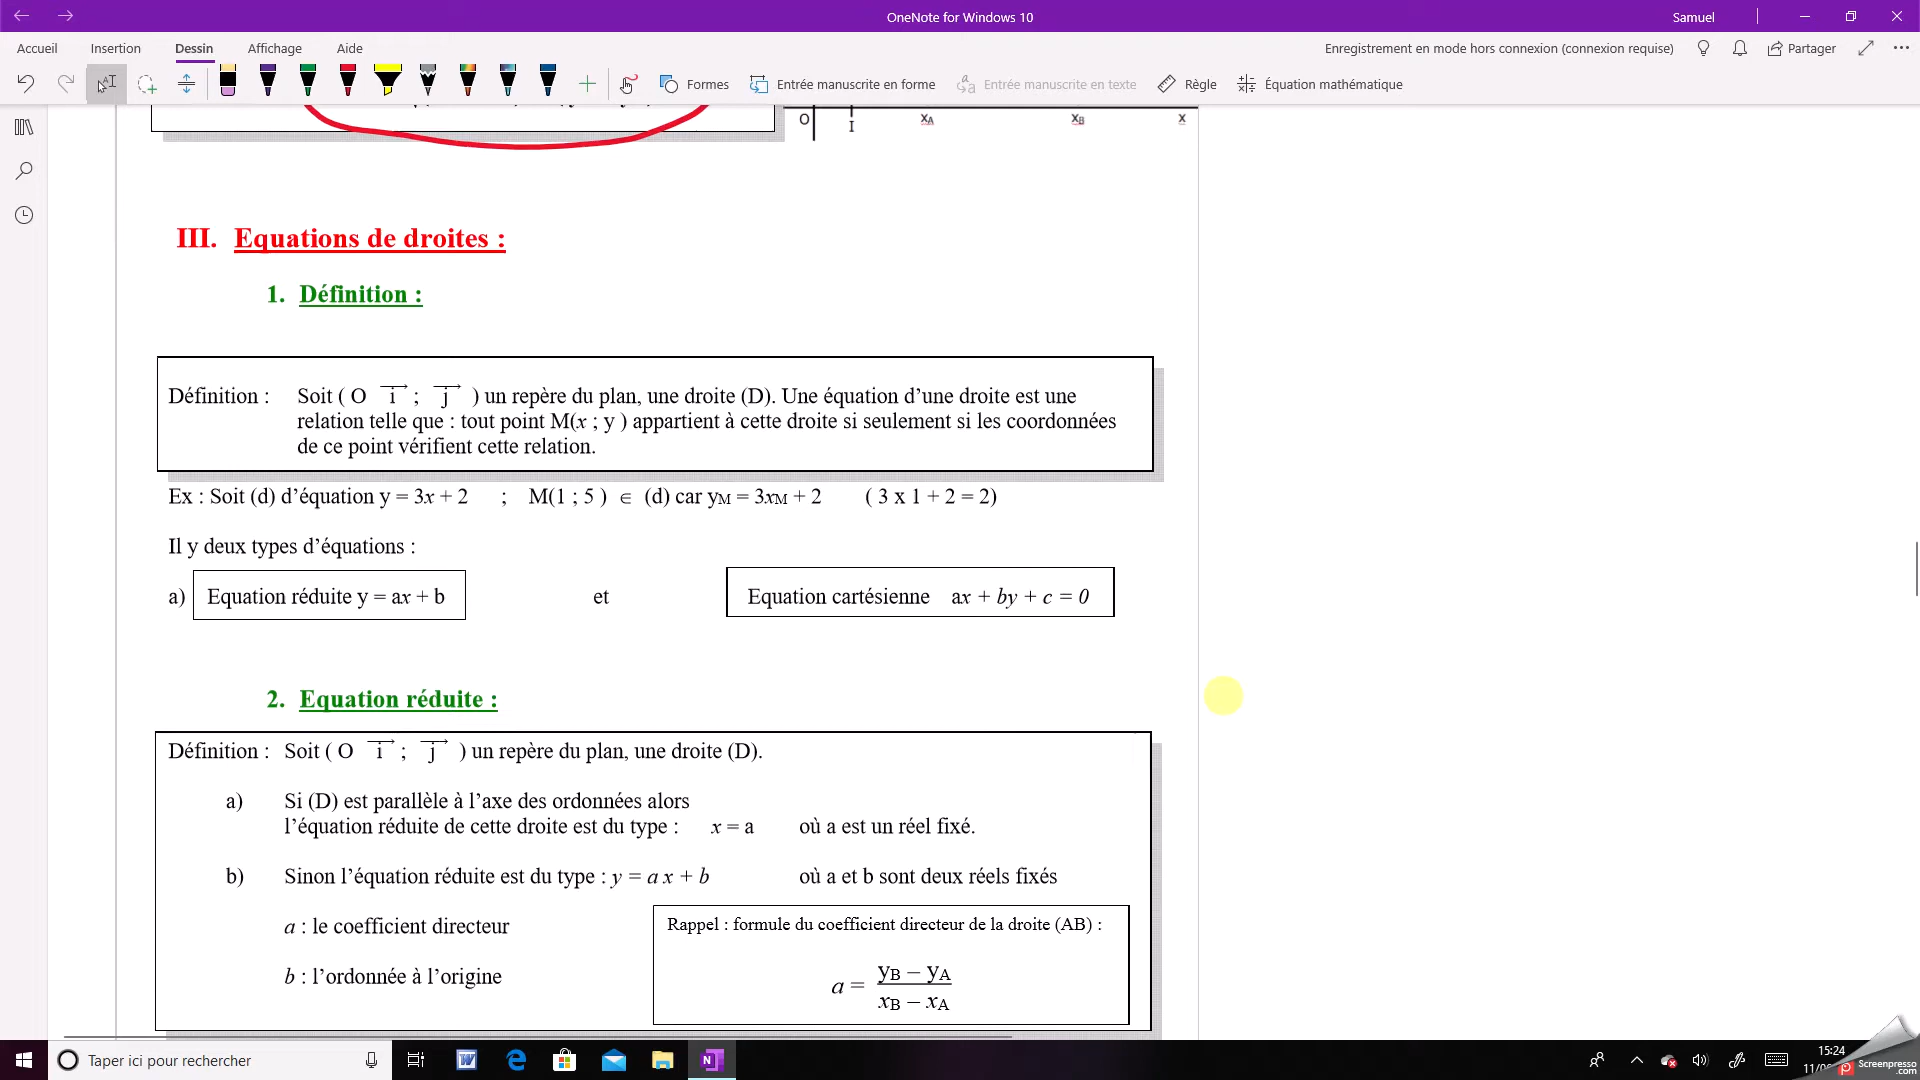 OneNote for Windows 10
Samuel
Accueil Insertion Dessin Affichage Aide
Enregistrement en mode hors connexion (connexion requise) Partager
Formes Entrée manuscrite en forme Entrée manuscrite en texte Règle Équation mathématique
O I xA xB x
III. Equations de droites :
1. Définition :
Définition : Soit ( O i ; j ) un repère du plan, une droite (D). Une équation d’une droite est une
relation telle que : tout point M(x ; y ) appartient à cette droite si seulement si les coordonnées
de ce point vérifient cette relation.
Ex : Soit (d) d’équation y = 3x + 2 ; M(1 ; 5 ) ∈ (d) car yM = 3xM + 2 ( 3 x 1 + 2 = 2)
Il y deux types d’équations :
a) Equation réduite y = ax + b et Equation cartésienne ax + by + c = 0
2. Equation réduite :
Définition : Soit ( O i ; j ) un repère du plan, une droite (D).
a) Si (D) est parallèle à l’axe des ordonnées alors
l’équation réduite de cette droite est du type : x = a où a est un réel fixé.
b) Sinon l’équation réduite est du type : y = a x + b où a et b sont deux réels fixés
a : le coefficient directeur
Rappel : formule du coefficient directeur de la droite (AB) :
b : l’ordonnée à l’origine
a = yB – yA
xB – xA
Taper ici pour rechercher
15:24
Screenpresso
.com